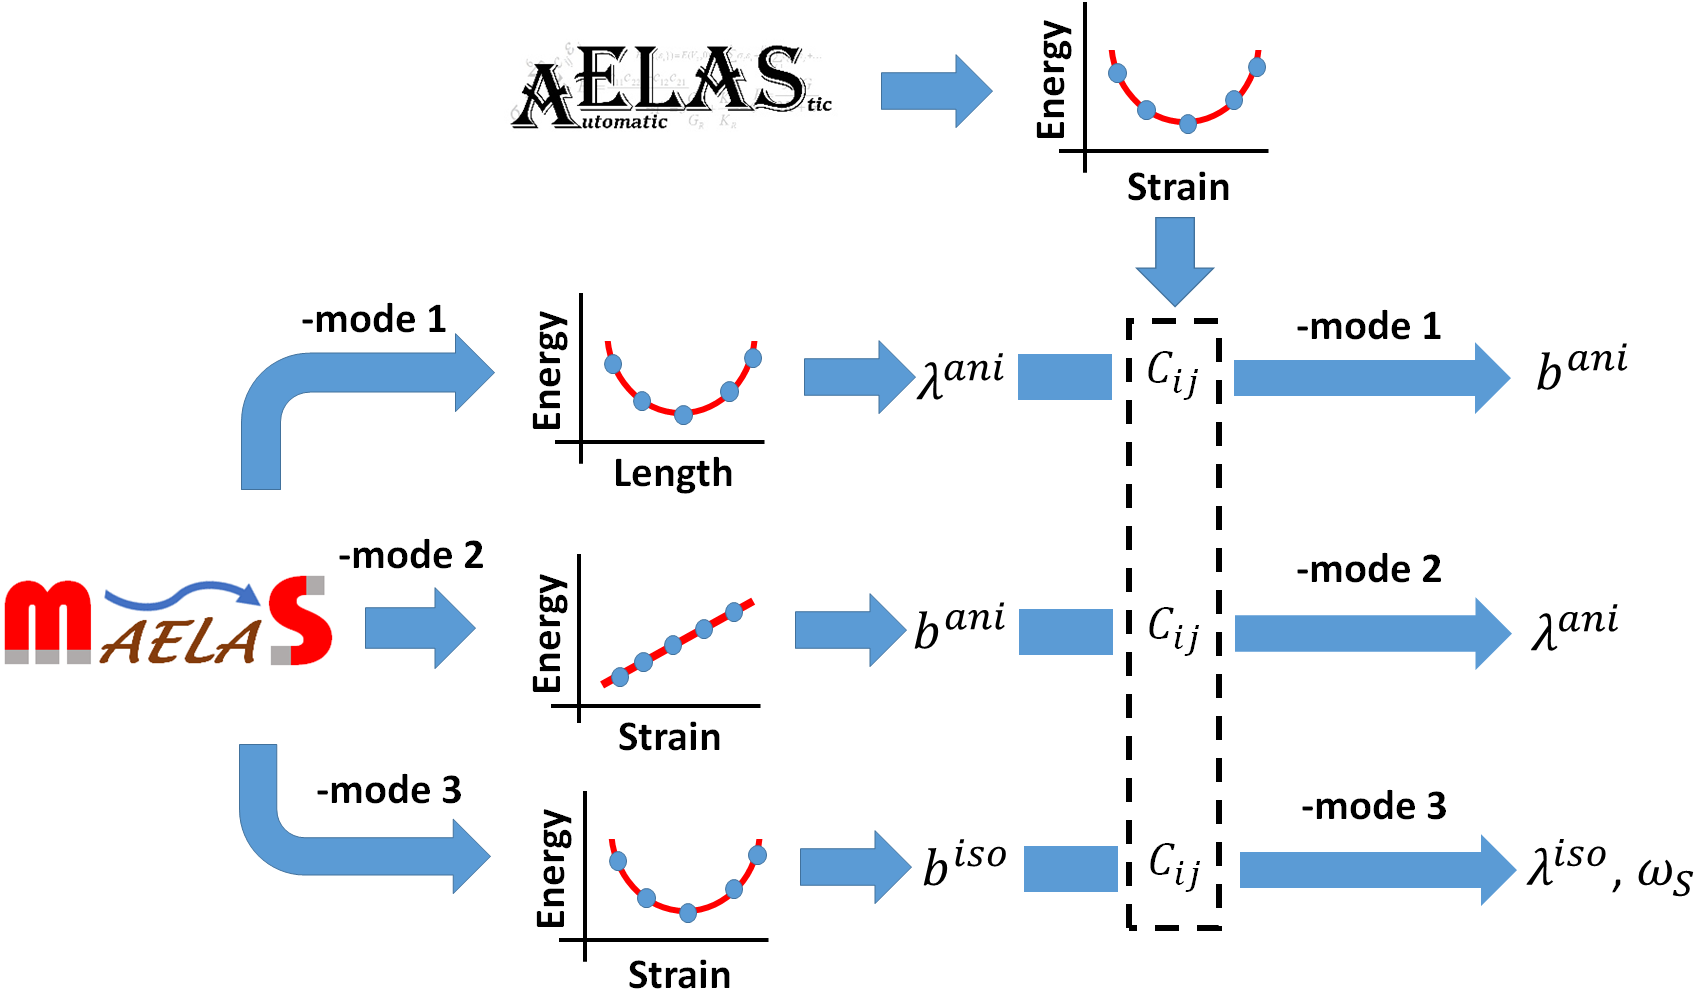 AELAStic
Automatic
Energy
Strain
-mode 1
Energy
Length
λ^ani
C_ij
-mode 1
b^ani
MAELAS
-mode 2
Energy
Strain
b^ani
C_ij
-mode 2
λ^ani
-mode 3
Energy
Strain
b^iso
C_ij
-mode 3
λ^iso, ω_S